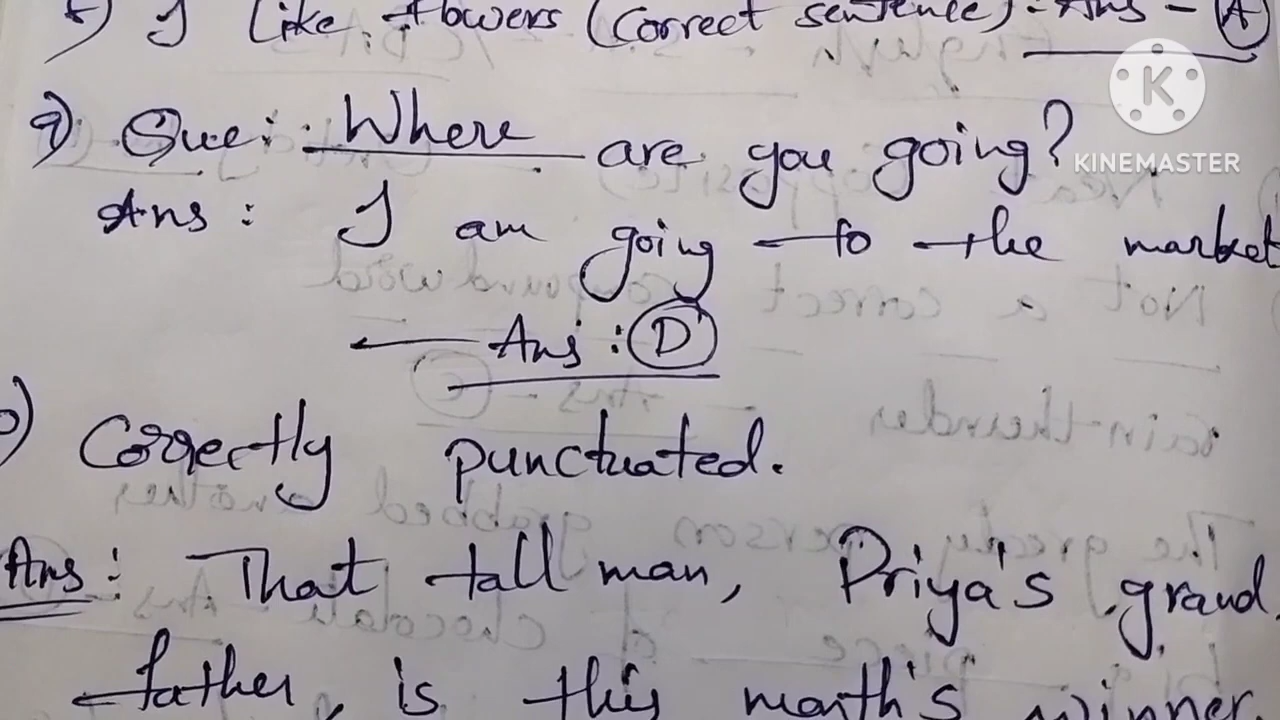 I like flowers (correct sentence): Ans - (A)
9) Que: Where are you going?
Ans : I am going to the market
Ans : (D)
) Correctly punctuated.
Ans : That tall man, Priya's grand
father, is this month's winner.
K
KINEMASTER